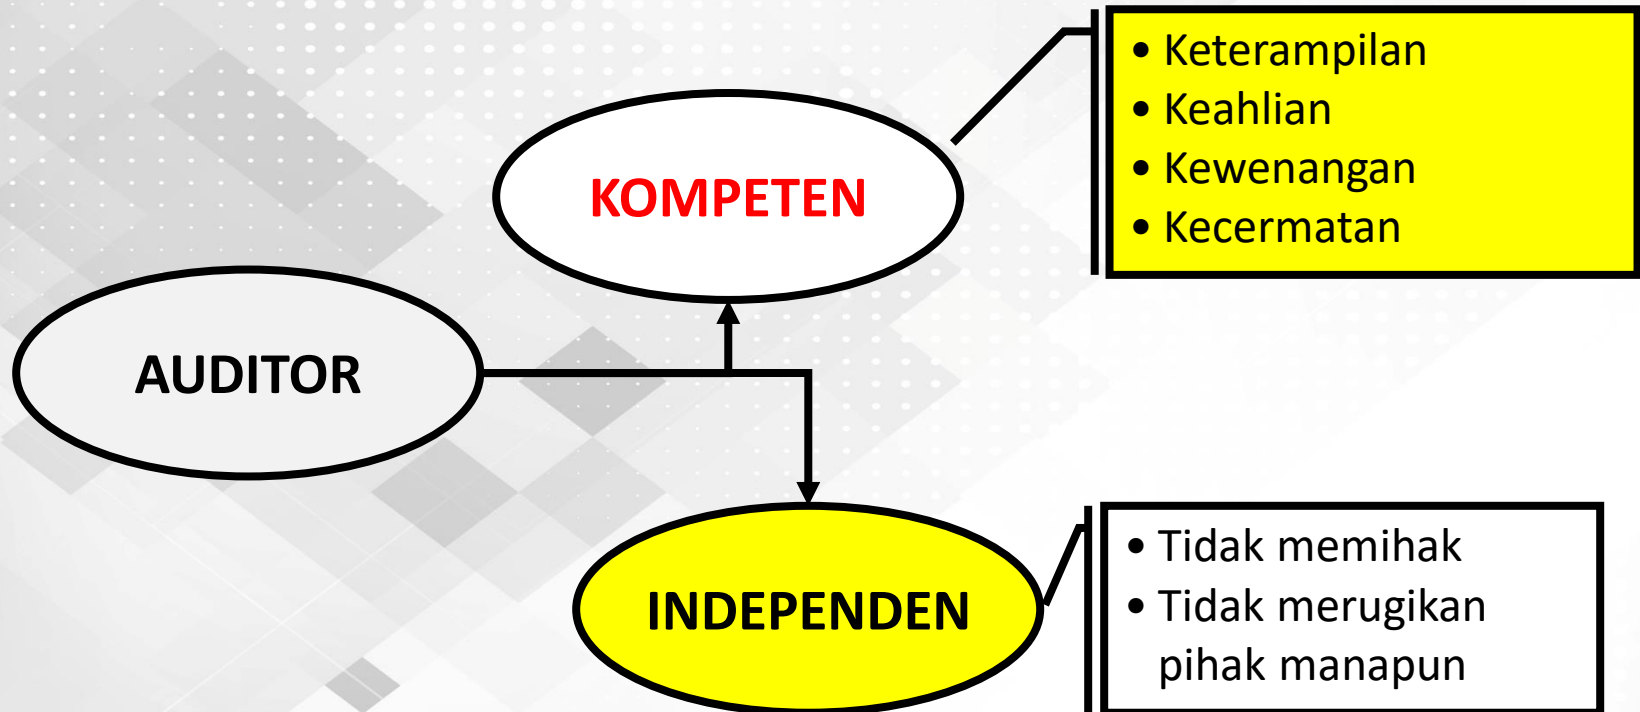 • Keterampilan
• Keahlian
• Kewenangan
• Kecermatan
KOMPETEN
AUDITOR
INDEPENDEN
• Tidak memihak
• Tidak merugikan
pihak manapun